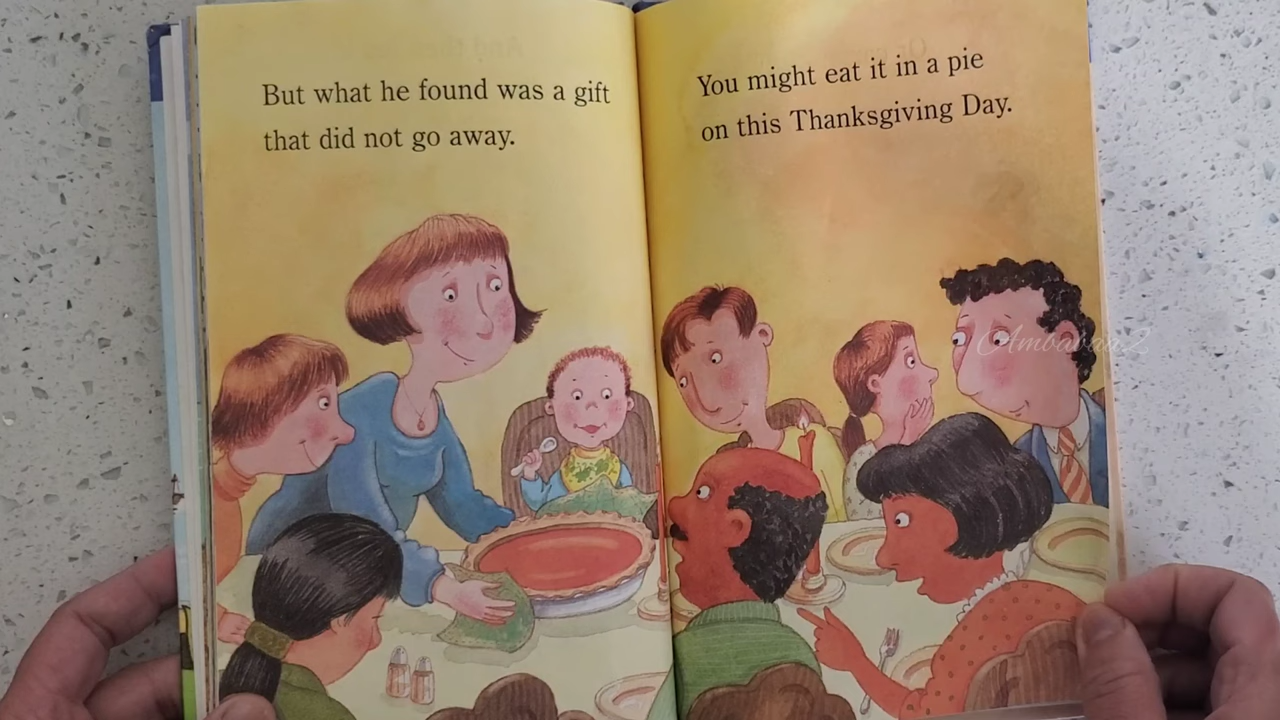 But what he found was a gift
that did not go away.
You might eat it in a pie
on this Thanksgiving Day.